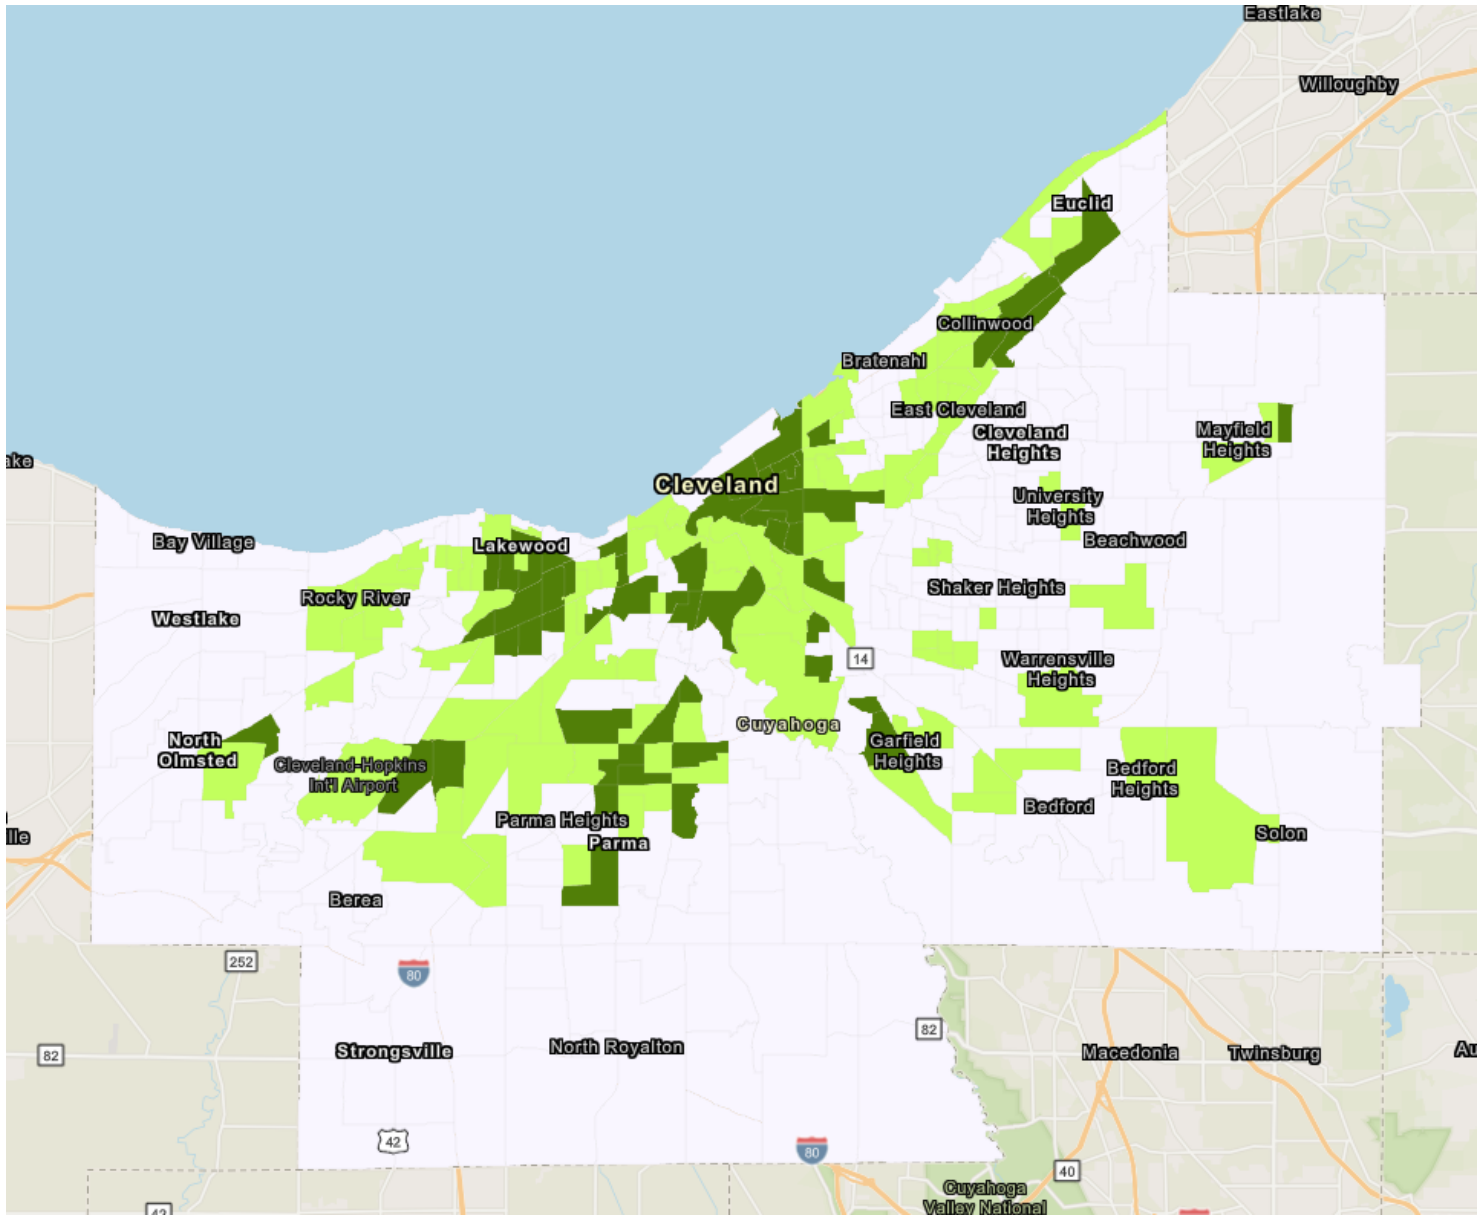 Eastlake
Willoughby
Euclid
Collinwood
Bratenahl
East Cleveland
Cleveland
Heights
Mayfield
Heights
ake
Cleveland
University
Heights
Bay Village
Lakewood
Beachwood
Shaker Heights
Rocky River
Westlake
14
Warrensville
Heights
Cuyahoga
North
Olmsted
Garfield
Heights
Cleveland-Hopkins
Int'l Airport
Bedford
Heights
Bedford
Parma Heights
Parma
Solon
lle
Berea
252
80
82
82
Strongsville
North Royalton
Macedonia
Twinsburg
Au
42
80
40
Cuyahoga
Valley National